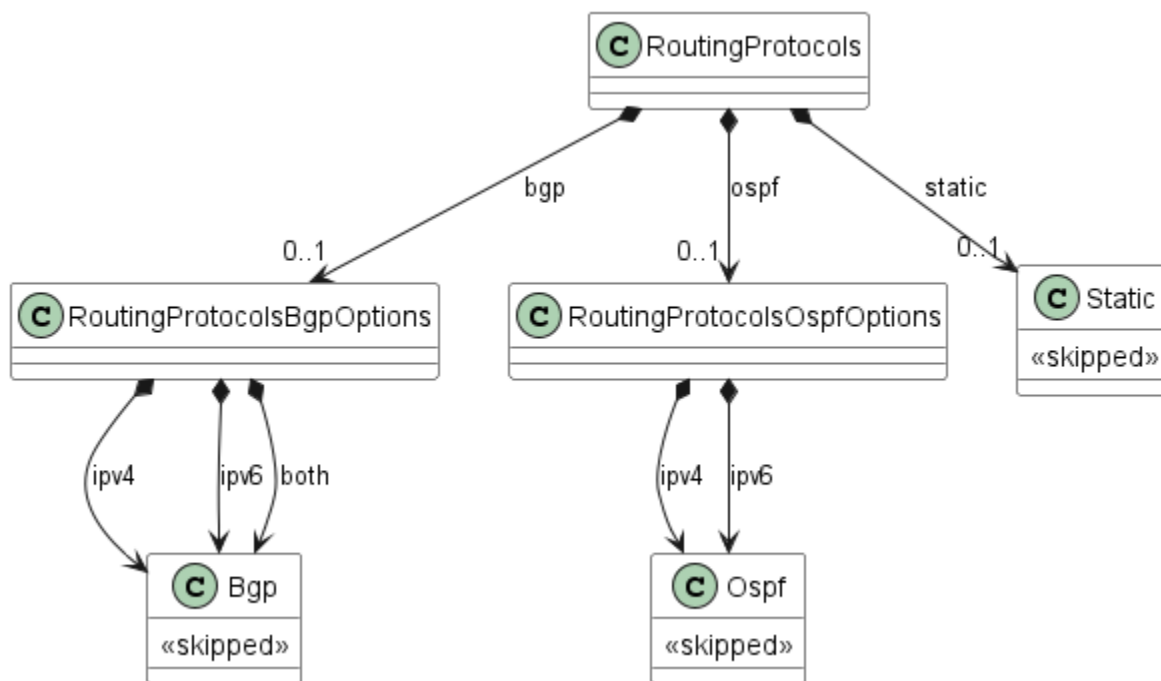 C RoutingProtocols
bgp
ospf
static
0..1
0..1
0..1
C RoutingProtocolsBgpOptions
C RoutingProtocolsOspfOptions
C Static
«skipped»
ipv4
ipv6
both
ipv4
ipv6
C Bgp
«skipped»
C Ospf
«skipped»